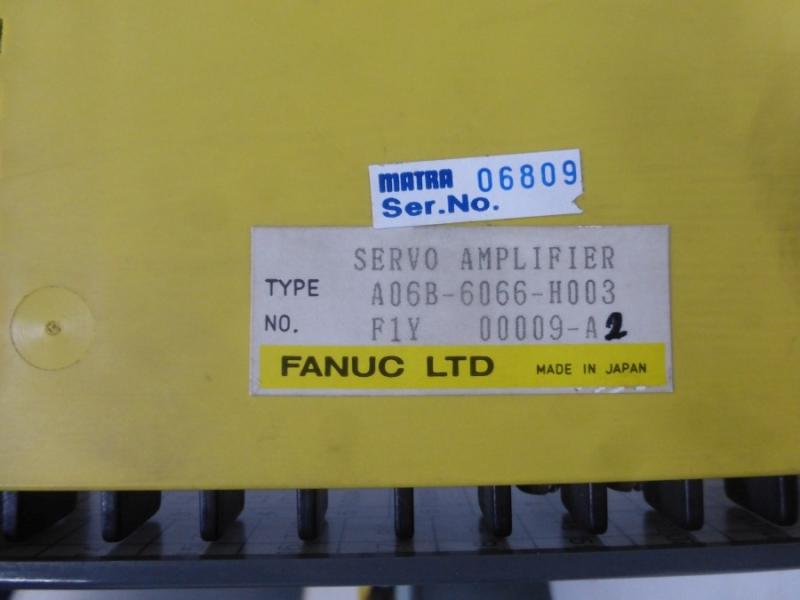 MATRA 06809
Ser.No.
SERVO AMPLIFIER
TYPE A06B-6066-H003
NO. F1Y 00009-A2
FANUC LTD MADE IN JAPAN